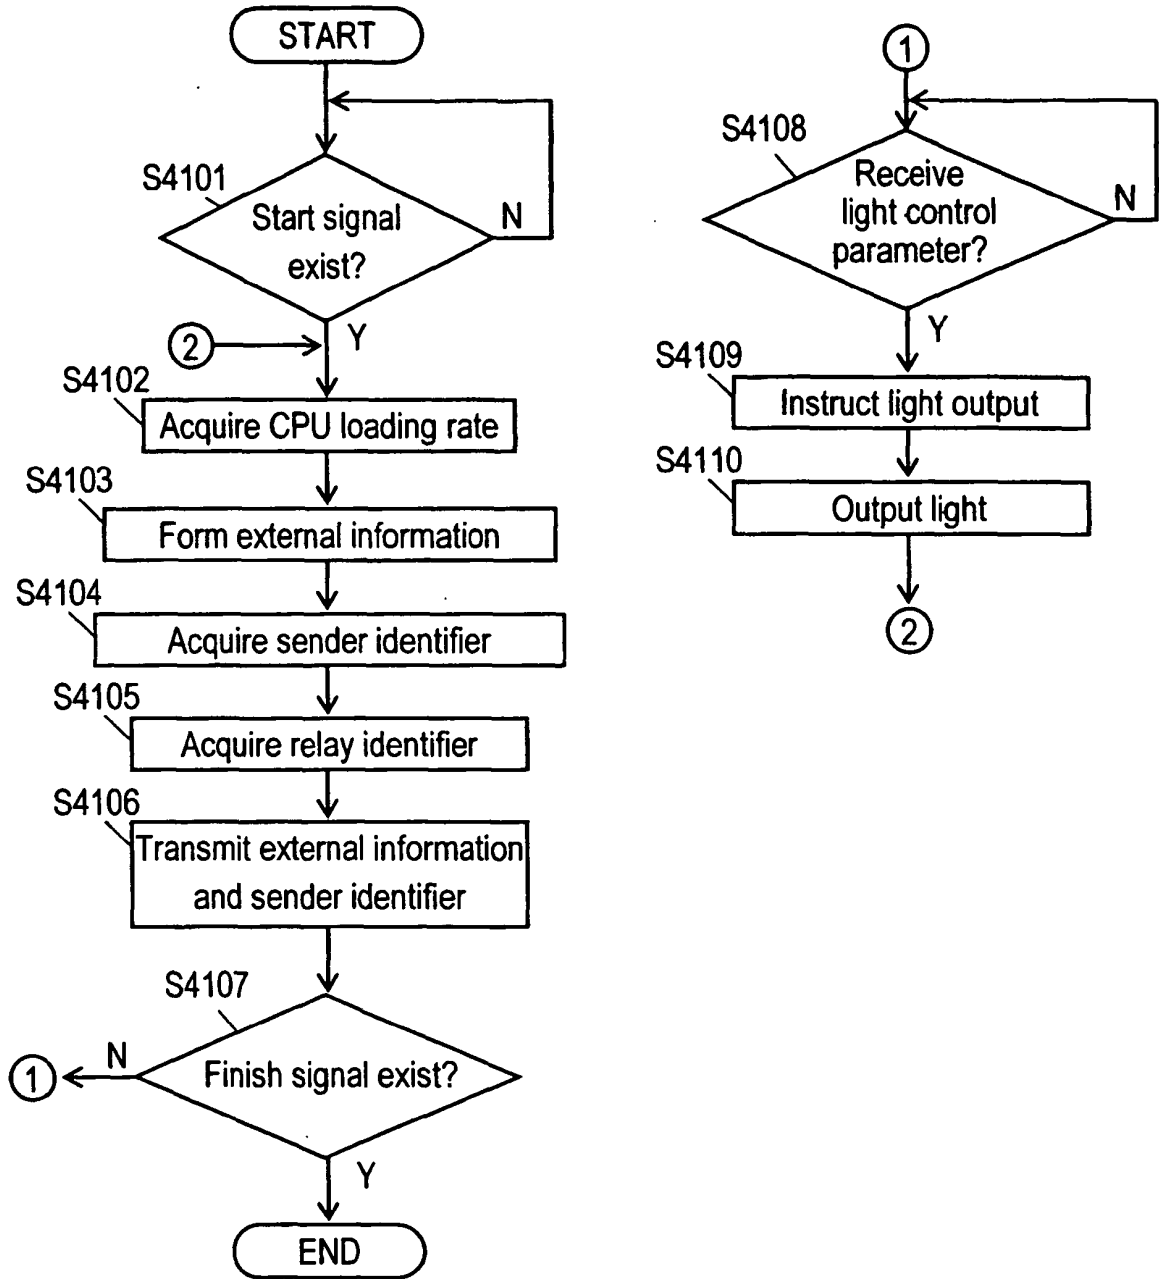 START
S4101
Start signal
exist?
N
Y
2
S4102
Acquire CPU loading rate
S4103
Form external information
S4104
Acquire sender identifier
S4105
Acquire relay identifier
S4106
Transmit external information
and sender identifier
S4107
Finish signal exist?
N
1
Y
END
1
S4108
Receive
light control
parameter?
N
Y
S4109
Instruct light output
S4110
Output light
2